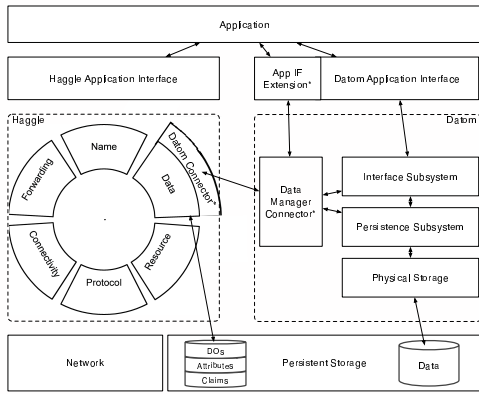 Application
Haggle Application Interface
App IF
Extension*
Datom Application Interface
Haggle
Datom
Name
Forwarding
Datom Connector*
Data
Connectivity
Resource
Protocol
Data
Manager
Connector*
Interface Subsystem
Persistence Subsystem
Physical Storage
Network
DOs
Attributes
Claims
Persistent Storage
Data